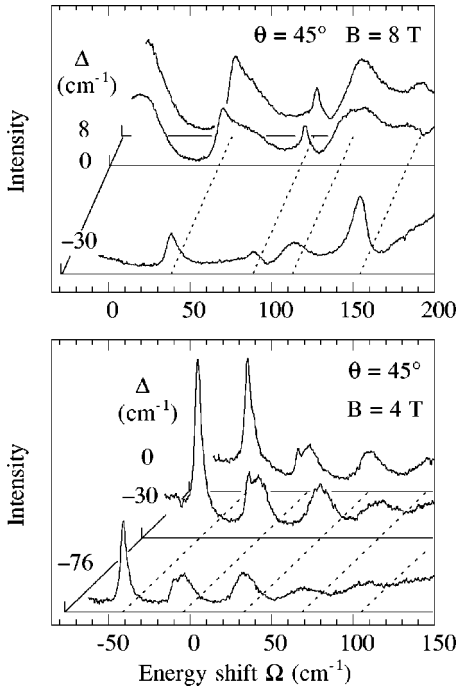 θ = 45° B = 8 T
Δ
(cm⁻¹)
8
0
−30
Intensity
0 50 100 150 200
θ = 45°
B = 4 T
Δ
(cm⁻¹)
0
−30
−76
Intensity
-50 0 50 100 150
Energy shift Ω (cm⁻¹)